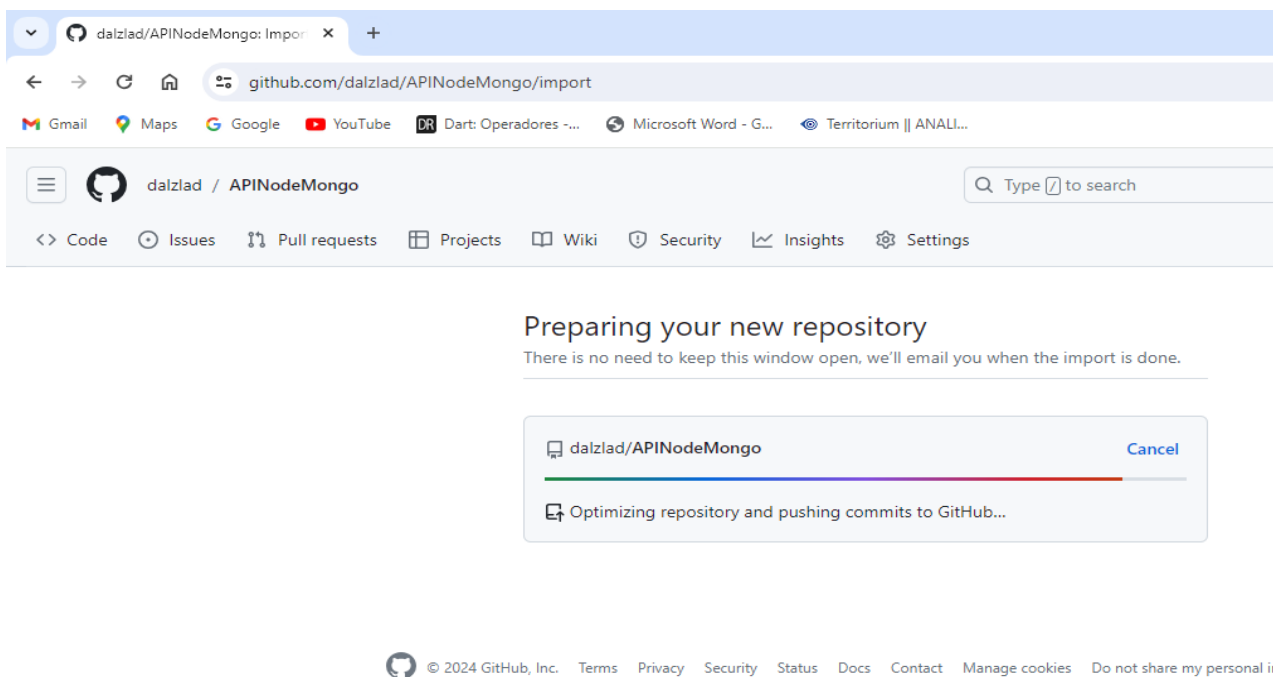 dalzlad/APINodeMongo: Impor
github.com/dalzlad/APINodeMongo/import
Gmail Maps Google YouTube DR Dart: Operadores -... Microsoft Word - G... Territorium || ANALI...
dalzlad / APINodeMongo Type / to search
Code Issues Pull requests Projects Wiki Security Insights Settings
Preparing your new repository
There is no need to keep this window open, we'll email you when the import is done.
dalzlad/APINodeMongo Cancel
Optimizing repository and pushing commits to GitHub...
© 2024 GitHub, Inc. Terms Privacy Security Status Docs Contact Manage cookies Do not share my personal i